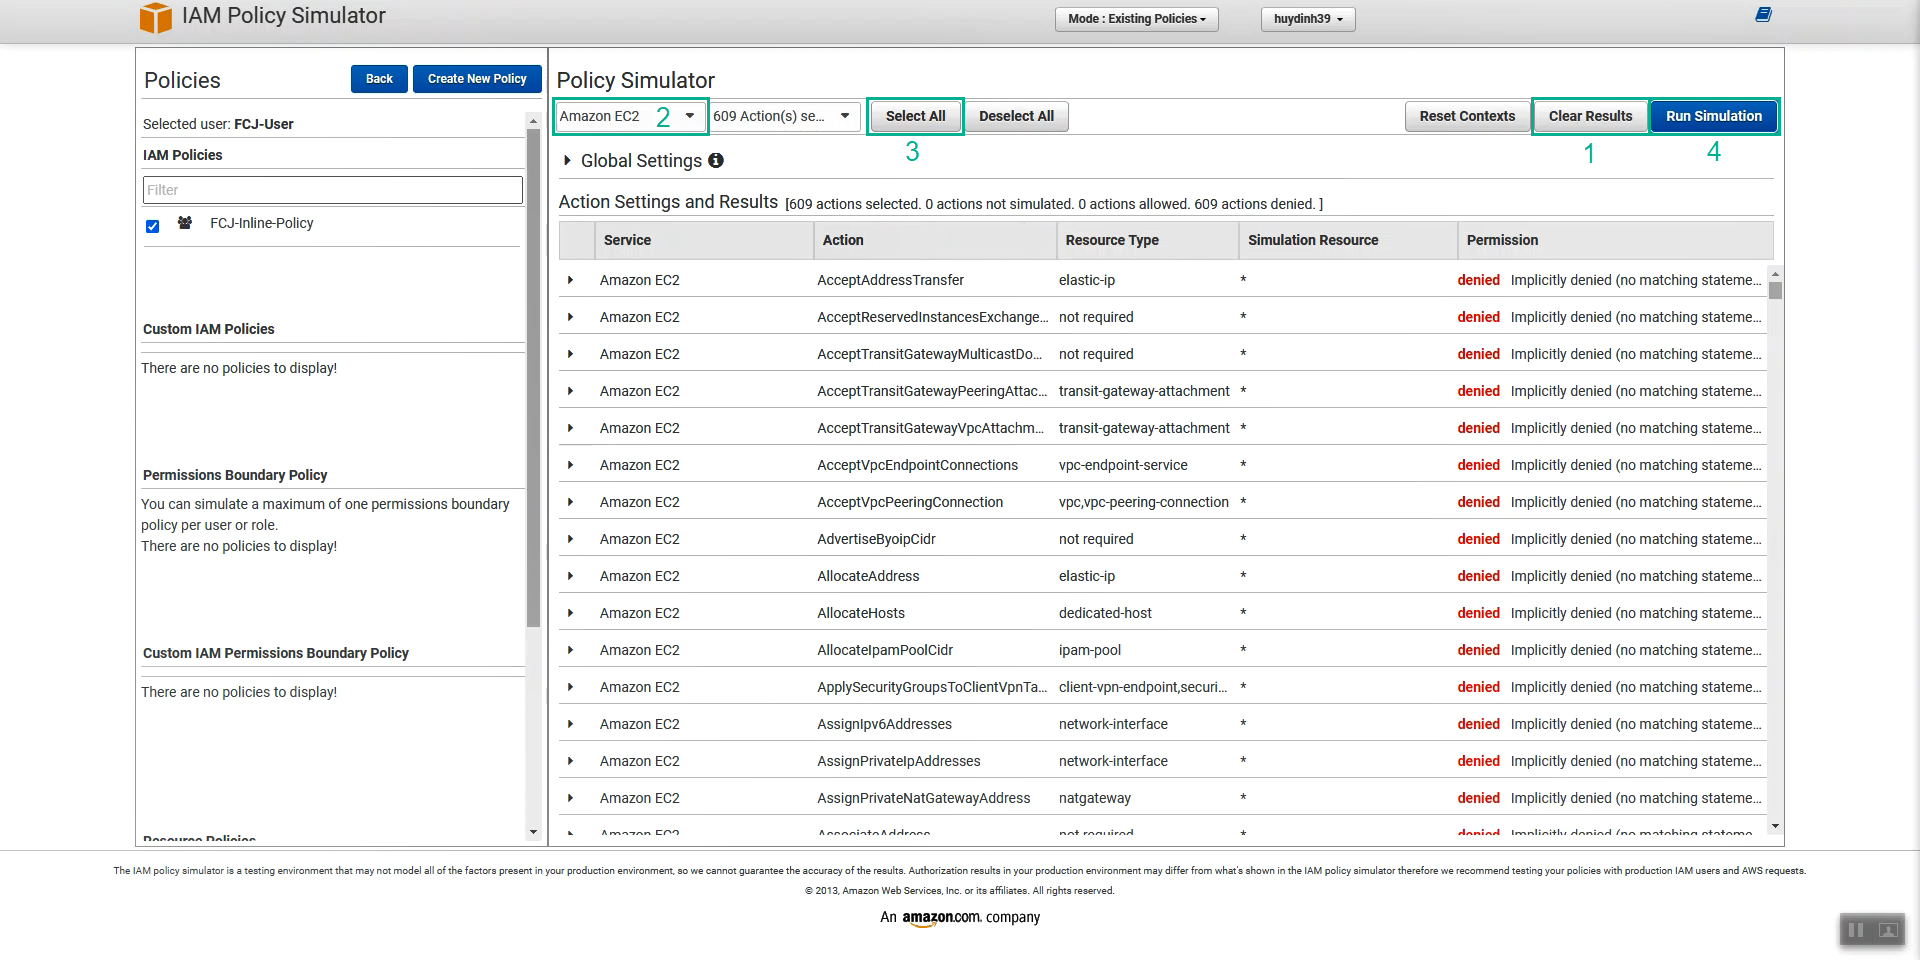 IAM Policy Simulator
Mode : Existing Policies
huydinh39
Policies
Back
Create New Policy
Selected user: FCJ-User
IAM Policies
Filter
FCJ-Inline-Policy
Custom IAM Policies
There are no policies to display!
Permissions Boundary Policy
You can simulate a maximum of one permissions boundary
policy per user or role.
There are no policies to display!
Custom IAM Permissions Boundary Policy
There are no policies to display!
Resource Policies
Policy Simulator
Amazon EC2 2
609 Action(s) se...
Select All
Deselect All
Reset Contexts
Clear Results
Run Simulation
3
1
4
Global Settings
Action Settings and Results [609 actions selected. 0 actions not simulated. 0 actions allowed. 609 actions denied. ]
Service Action Resource Type Simulation Resource Permission
Amazon EC2 AcceptAddressTransfer elastic-ip * denied Implicitly denied (no matching stateme...
Amazon EC2 AcceptReservedInstancesExchange... not required * denied Implicitly denied (no matching stateme...
Amazon EC2 AcceptTransitGatewayMulticastDo... not required * denied Implicitly denied (no matching stateme...
Amazon EC2 AcceptTransitGatewayPeeringAttac... transit-gateway-attachment * denied Implicitly denied (no matching stateme...
Amazon EC2 AcceptTransitGatewayVpcAttachm... transit-gateway-attachment * denied Implicitly denied (no matching stateme...
Amazon EC2 AcceptVpcEndpointConnections vpc-endpoint-service * denied Implicitly denied (no matching stateme...
Amazon EC2 AcceptVpcPeeringConnection vpc,vpc-peering-connection * denied Implicitly denied (no matching stateme...
Amazon EC2 AdvertiseByoipCidr not required * denied Implicitly denied (no matching stateme...
Amazon EC2 AllocateAddress elastic-ip * denied Implicitly denied (no matching stateme...
Amazon EC2 AllocateHosts dedicated-host * denied Implicitly denied (no matching stateme...
Amazon EC2 AllocateIpamPoolCidr ipam-pool * denied Implicitly denied (no matching stateme...
Amazon EC2 ApplySecurityGroupsToClientVpnTa... client-vpn-endpoint,securi... * denied Implicitly denied (no matching stateme...
Amazon EC2 AssignIpv6Addresses network-interface * denied Implicitly denied (no matching stateme...
Amazon EC2 AssignPrivateIpAddresses network-interface * denied Implicitly denied (no matching stateme...
Amazon EC2 AssignPrivateNatGatewayAddress natgateway * denied Implicitly denied (no matching stateme...
Amazon EC2 AssociateAddress not required * denied Implicitly denied (no matching stateme...
The IAM policy simulator is a testing environment that may not model all of the factors present in your production environment, so we cannot guarantee the accuracy of the results. Authorization results in your production environment may differ from what's shown in the IAM policy simulator therefore we recommend testing your policies with production IAM users and AWS requests.
© 2013, Amazon Web Services, Inc. or its affiliates. All rights reserved.
An amazon.com. company